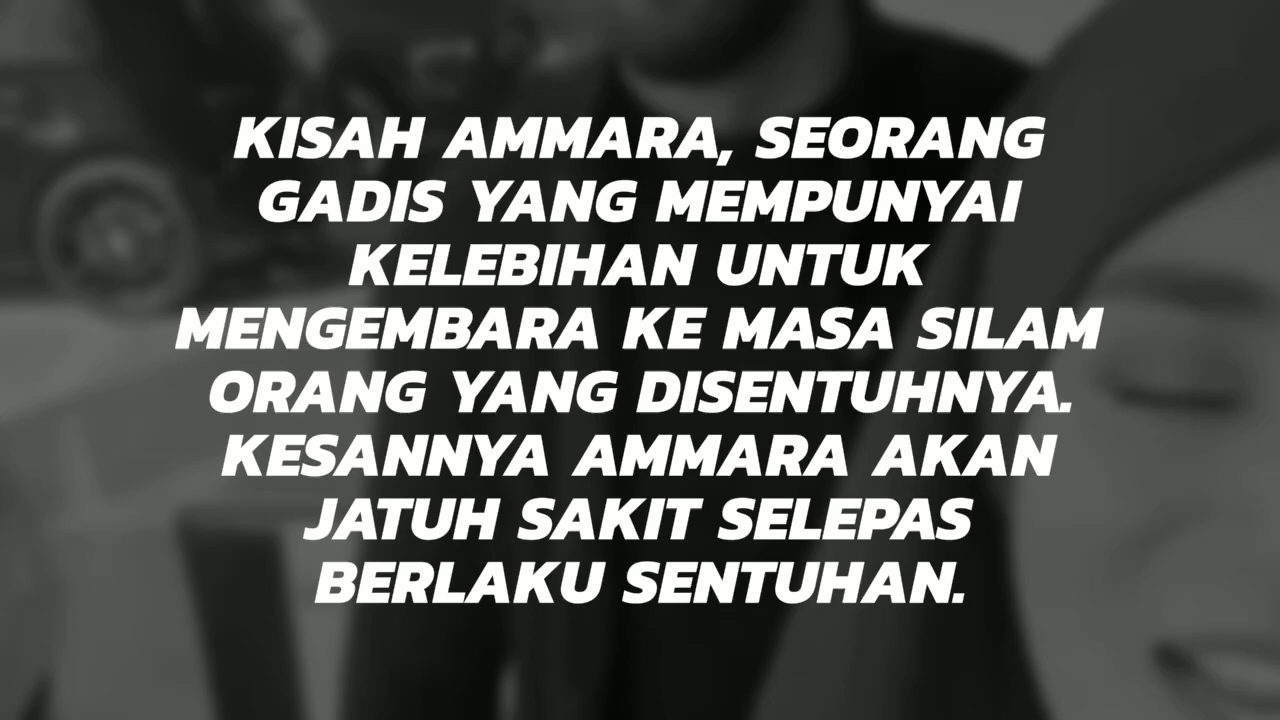 KISAH AMMARA, SEORANG
GADIS YANG MEMPUNYAI
KELEBIHAN UNTUK
MENGEMBARA KE MASA SILAM
ORANG YANG DISENTUHNYA.
KESANNYA AMMARA AKAN
JATUH SAKIT SELEPAS
BERLAKU SENTUHAN.